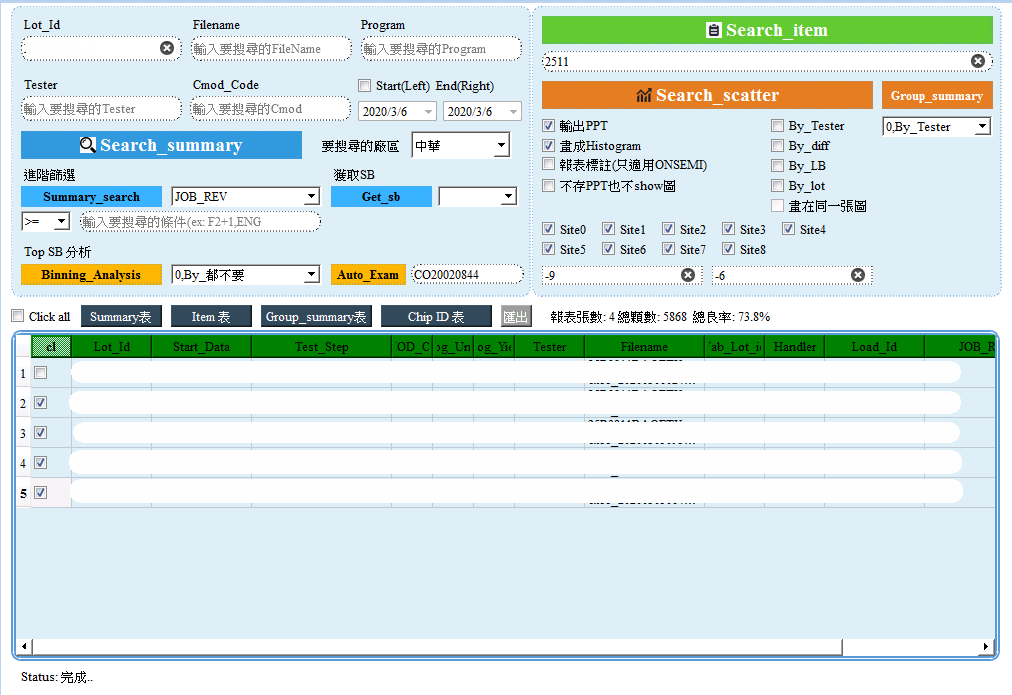 Lot_Id Filename Program
輸入要搜尋的FileName 輸入要搜尋的Program
Tester Cmod_Code Start(Left) End(Right)
輸入要搜尋的Tester 輸入要搜尋的Cmod 2020/3/6 2020/3/6
Search_summary 要搜尋的廠區 中華
進階篩選 獲取SB
Summary_search JOB_REV Get_sb
>= 輸入要搜尋的條件(ex: F2+1,ENG
Top SB 分析
Binning_Analysis 0,By_都不要 Auto_Exam CO20020844
Search_item
2511
Search_scatter Group_summary
輸出PPT By_Tester 0,By_Tester
畫成Histogram By_diff
報表標註(只適用ONSEMI) By_LB
不存PPT也不show圖 By_lot
畫在同一張圖
Site0 Site1 Site2 Site3 Site4
Site5 Site6 Site7 Site8
-9 -6
Click all Summary表 Item 表 Group_summary表 Chip ID 表 匯出 報表張數: 4 總顆數: 5868 總良率: 73.8%
cl Lot_Id Start_Data Test_Step OD_C og_Un og_Yi Tester Filename ab_Lot_i Handler Load_Id JOB_R
1
2
3
4
5
Status: 完成..